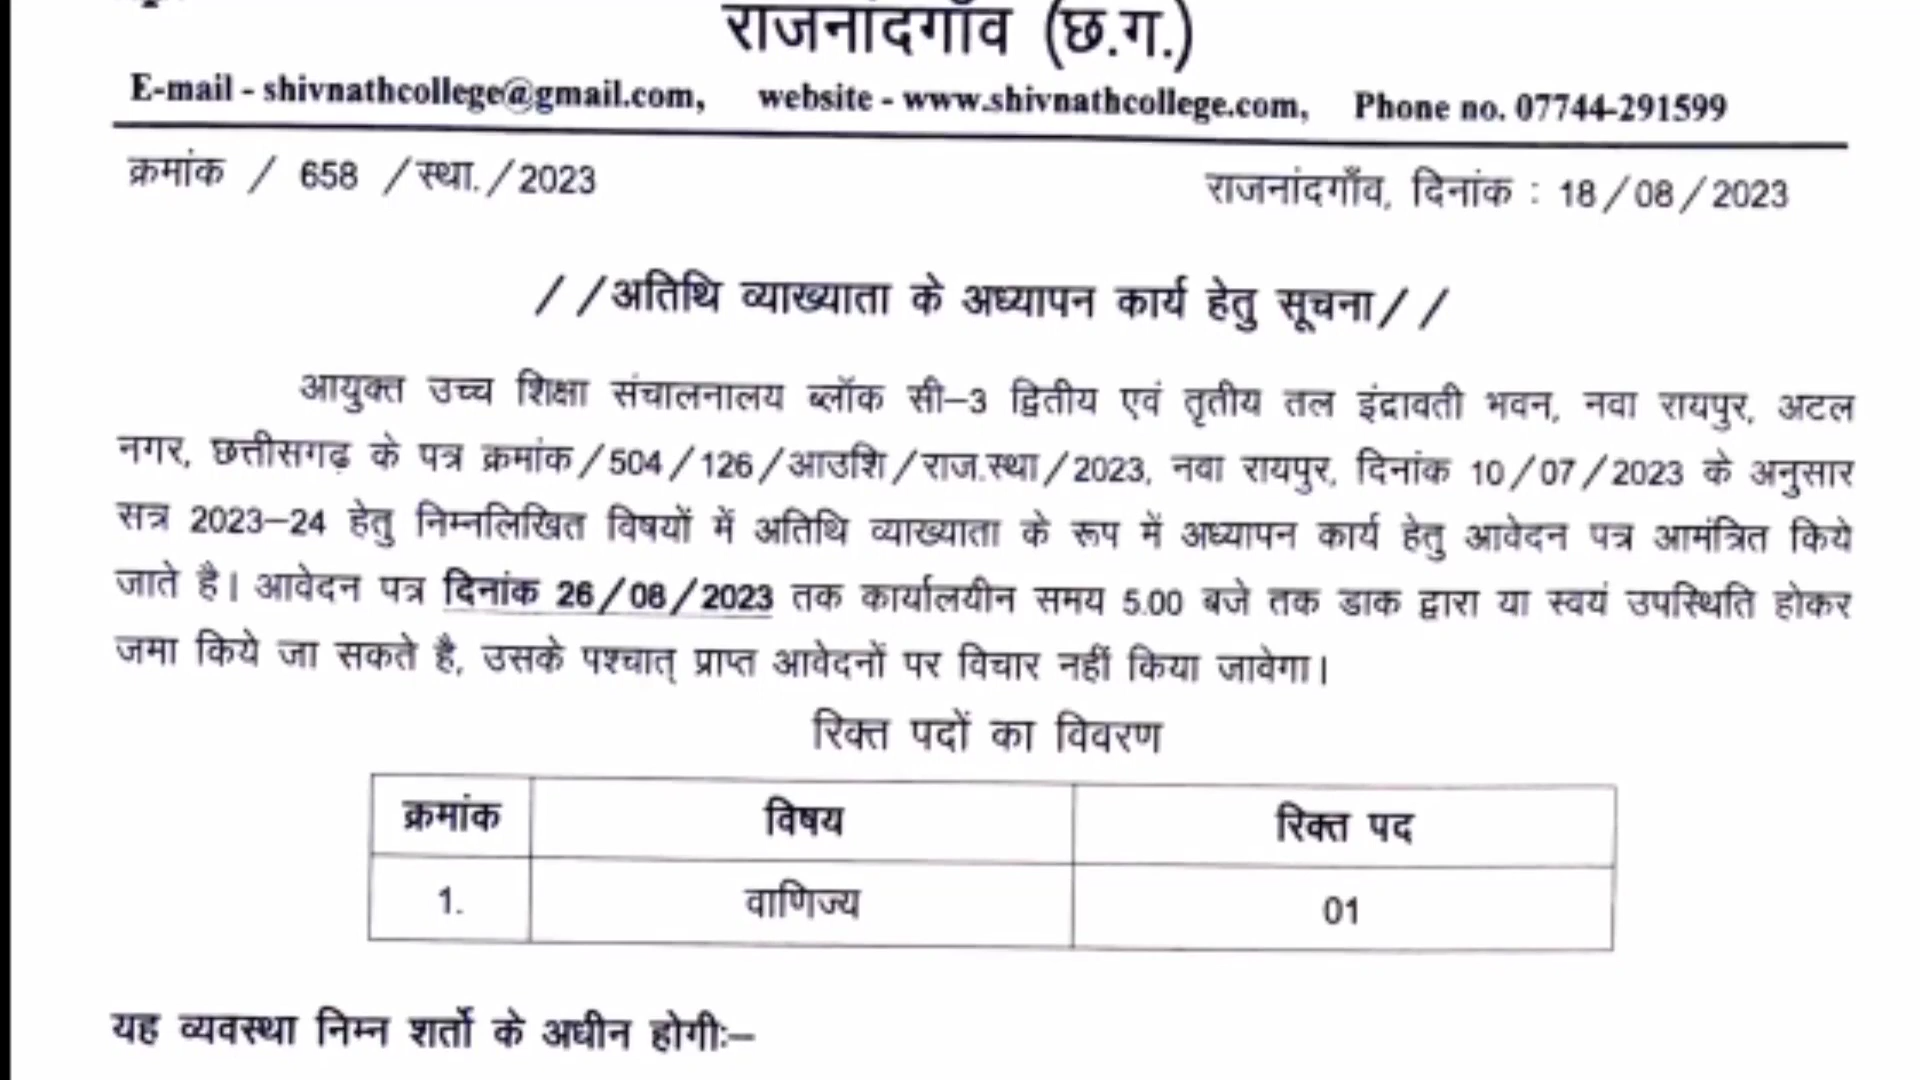 राजनांदगाँव (छ.ग.)
E-mail - shivnathcollege@gmail.com, website - www.shivnathcollege.com, Phone no. 07744-291599
क्रमांक / 658 /स्था./2023 राजनांदगाँव, दिनांक : 18/08/2023
//अतिथि व्याख्याता के अध्यापन कार्य हेतु सूचना//
आयुक्त उच्च शिक्षा संचालनालय ब्लॉक सी–3 द्वितीय एवं तृतीय तल इंद्रावती भवन, नवा रायपुर, अटल
नगर, छत्तीसगढ़ के पत्र क्रमांक/504/126/आउशि/राज.स्था/2023, नवा रायपुर, दिनांक 10/07/2023 के अनुसार
सत्र 2023–24 हेतु निम्नलिखित विषयों में अतिथि व्याख्याता के रूप में अध्यापन कार्य हेतु आवेदन पत्र आमंत्रित किये
जाते है। आवेदन पत्र दिनांक 26/08/2023 तक कार्यालयीन समय 5.00 बजे तक डाक द्वारा या स्वयं उपस्थिति होकर
जमा किये जा सकते है, उसके पश्चात् प्राप्त आवेदनों पर विचार नहीं किया जावेगा।
रिक्त पदों का विवरण
क्रमांक विषय रिक्त पद
1. वाणिज्य 01
यह व्यवस्था निम्न शर्तो के अधीन होगी:–